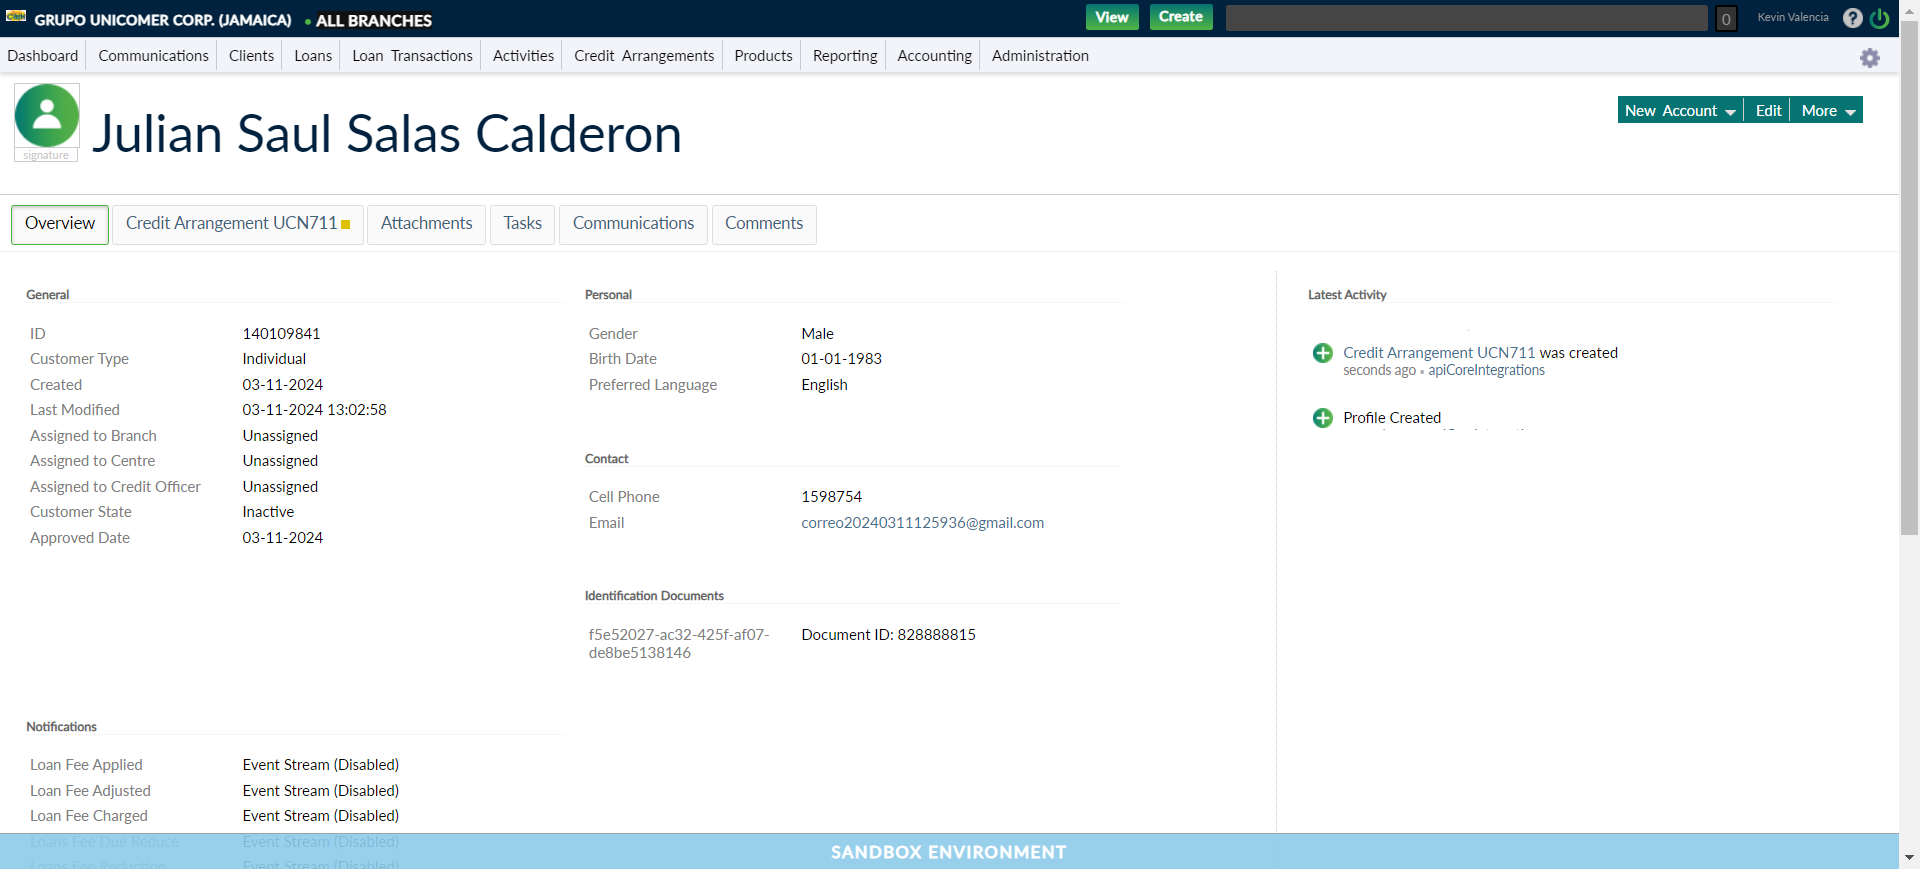 GRUPO UNICOMER CORP. (JAMAICA) • ALL BRANCHES View Create 0 Kevin Valencia ?
Dashboard Communications Clients Loans Loan Transactions Activities Credit Arrangements Products Reporting Accounting Administration
signature
Julian Saul Salas Calderon
New Account Edit More
Overview Credit Arrangement UCN711 Attachments Tasks Communications Comments
General
ID 140109841
Customer Type Individual
Created 03-11-2024
Last Modified 03-11-2024 13:02:58
Assigned to Branch Unassigned
Assigned to Centre Unassigned
Assigned to Credit Officer Unassigned
Customer State Inactive
Approved Date 03-11-2024
Personal
Gender Male
Birth Date 01-01-1983
Preferred Language English
Contact
Cell Phone 1598754
Email correo20240311125936@gmail.com
Identification Documents
f5e52027-ac32-425f-af07- Document ID: 828888815
de8be5138146
Latest Activity
Credit Arrangement UCN711 was created
seconds ago • apiCoreIntegrations
Profile Created
Notifications
Loan Fee Applied Event Stream (Disabled)
Loan Fee Adjusted Event Stream (Disabled)
Loan Fee Charged Event Stream (Disabled)
Loans Fee Due Reduce Event Stream (Disabled)
Loans Fee Reduction Event Stream (Disabled)
SANDBOX ENVIRONMENT